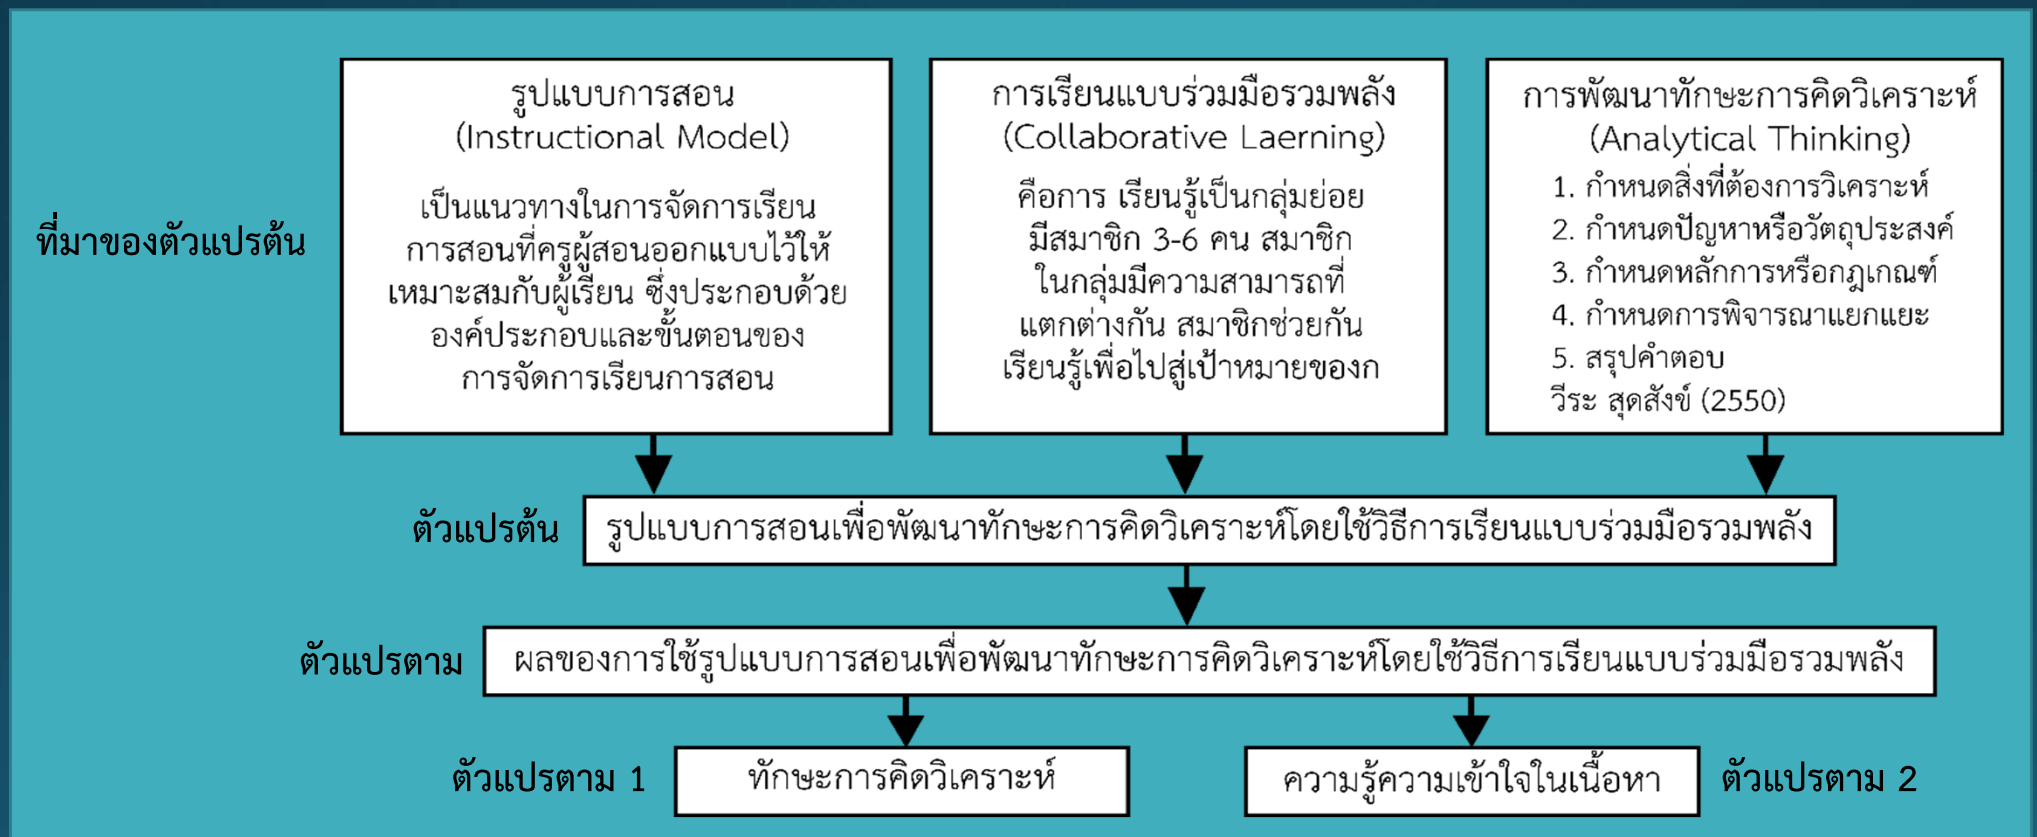 ที่มาของตัวแปรต้น
รูปแบบการสอน
(Instructional Model)
เป็นแนวทางในการจัดการเรียน
การสอนที่ครูผู้สอนออกแบบไว้ให้
เหมาะสมกับผู้เรียน ซึ่งประกอบด้วย
องค์ประกอบและขั้นตอนของ
การจัดการเรียนการสอน
การเรียนแบบร่วมมือรวมพลัง
(Collaborative Laerning)
คือการ เรียนรู้เป็นกลุ่มย่อย
มีสมาชิก 3-6 คน สมาชิก
ในกลุ่มมีความสามารถที่
แตกต่างกัน สมาชิกช่วยกัน
เรียนรู้เพื่อไปสู่เป้าหมายของก
การพัฒนาทักษะการคิดวิเคราะห์
(Analytical Thinking)
1. กำหนดสิ่งที่ต้องการวิเคราะห์
2. กำหนดปัญหาหรือวัตถุประสงค์
3. กำหนดหลักการหรือกฎเกณฑ์
4. กำหนดการพิจารณาแยกแยะ
5. สรุปคำตอบ
วีระ สุดสังข์ (2550)
ตัวแปรต้น
รูปแบบการสอนเพื่อพัฒนาทักษะการคิดวิเคราะห์โดยใช้วิธีการเรียนแบบร่วมมือรวมพลัง
ตัวแปรตาม
ผลของการใช้รูปแบบการสอนเพื่อพัฒนาทักษะการคิดวิเคราะห์โดยใช้วิธีการเรียนแบบร่วมมือรวมพลัง
ตัวแปรตาม 1
ทักษะการคิดวิเคราะห์
ความรู้ความเข้าใจในเนื้อหา
ตัวแปรตาม 2